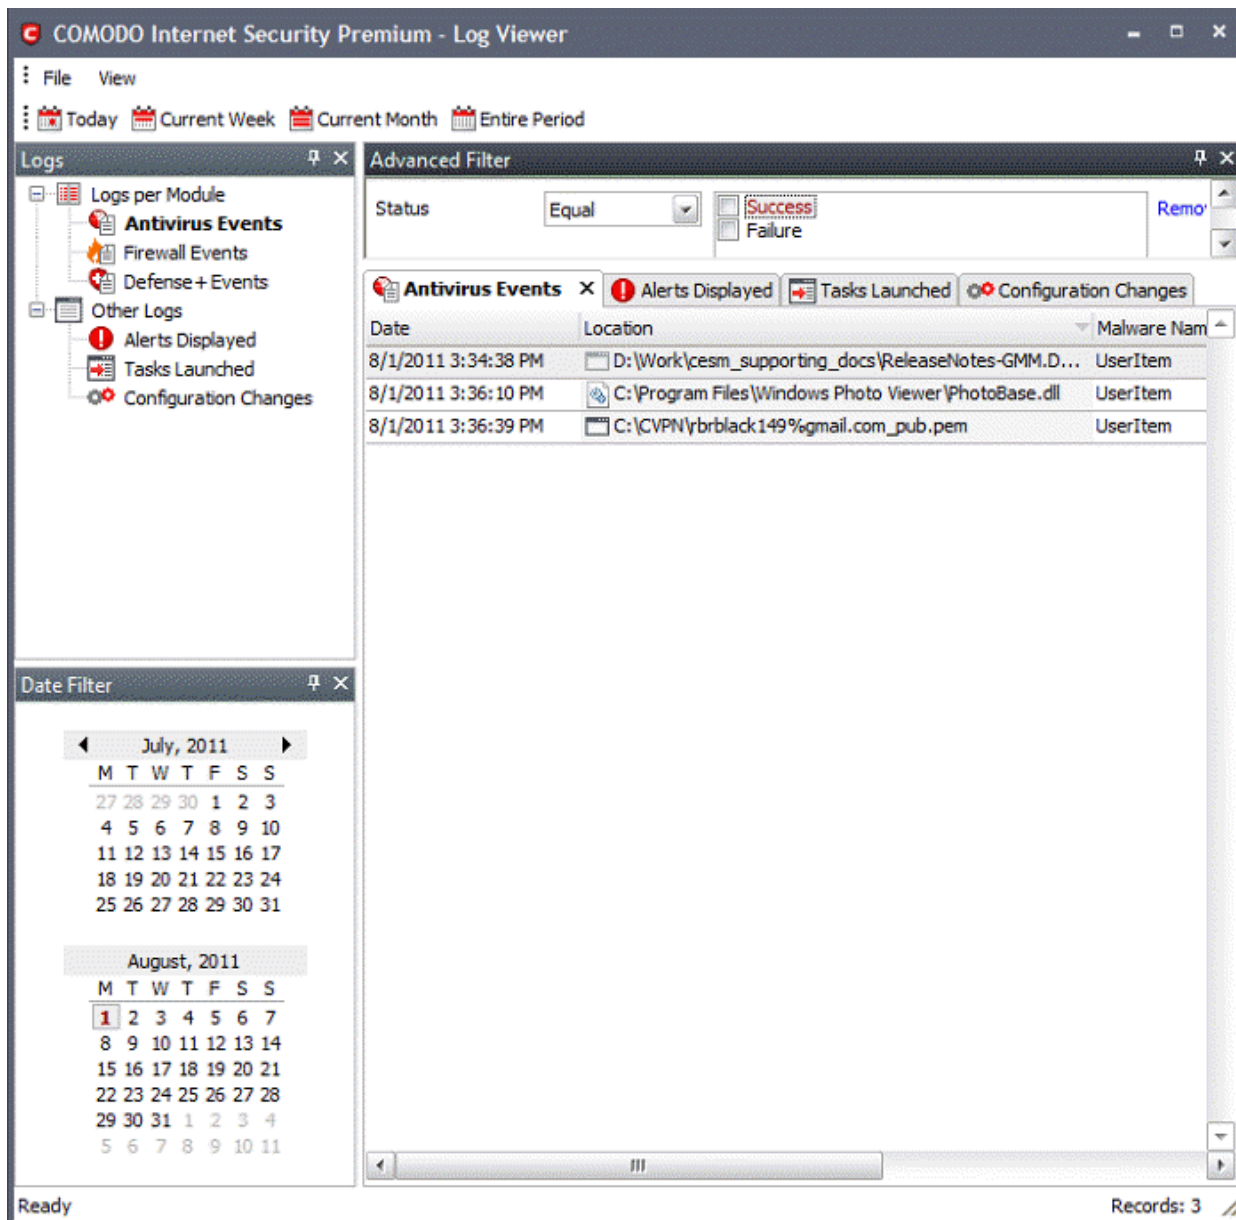 COMODO Internet Security Premium - Log Viewer
File View
Today Current Week Current Month Entire Period
Logs
Logs per Module
Antivirus Events
Firewall Events
Defense+ Events
Other Logs
Alerts Displayed
Tasks Launched
Configuration Changes
Advanced Filter
Status Equal Success Remo
Failure
Antivirus Events Alerts Displayed Tasks Launched Configuration Changes
Date Location Malware Nam
8/1/2011 3:34:38 PM D:\Work\cesm_supporting_docs\ReleaseNotes-GMM.D... UserItem
8/1/2011 3:36:10 PM C:\Program Files\Windows Photo Viewer\PhotoBase.dll UserItem
8/1/2011 3:36:39 PM C:\CVPN\rbrblack149%gmail.com_pub.pem UserItem
Date Filter
July, 2011
M T W T F S S
27 28 29 30 1 2 3
4 5 6 7 8 9 10
11 12 13 14 15 16 17
18 19 20 21 22 23 24
25 26 27 28 29 30 31
August, 2011
M T W T F S S
1 2 3 4 5 6 7
8 9 10 11 12 13 14
15 16 17 18 19 20 21
22 23 24 25 26 27 28
29 30 31 1 2 3 4
5 6 7 8 9 10 11
Ready Records: 3